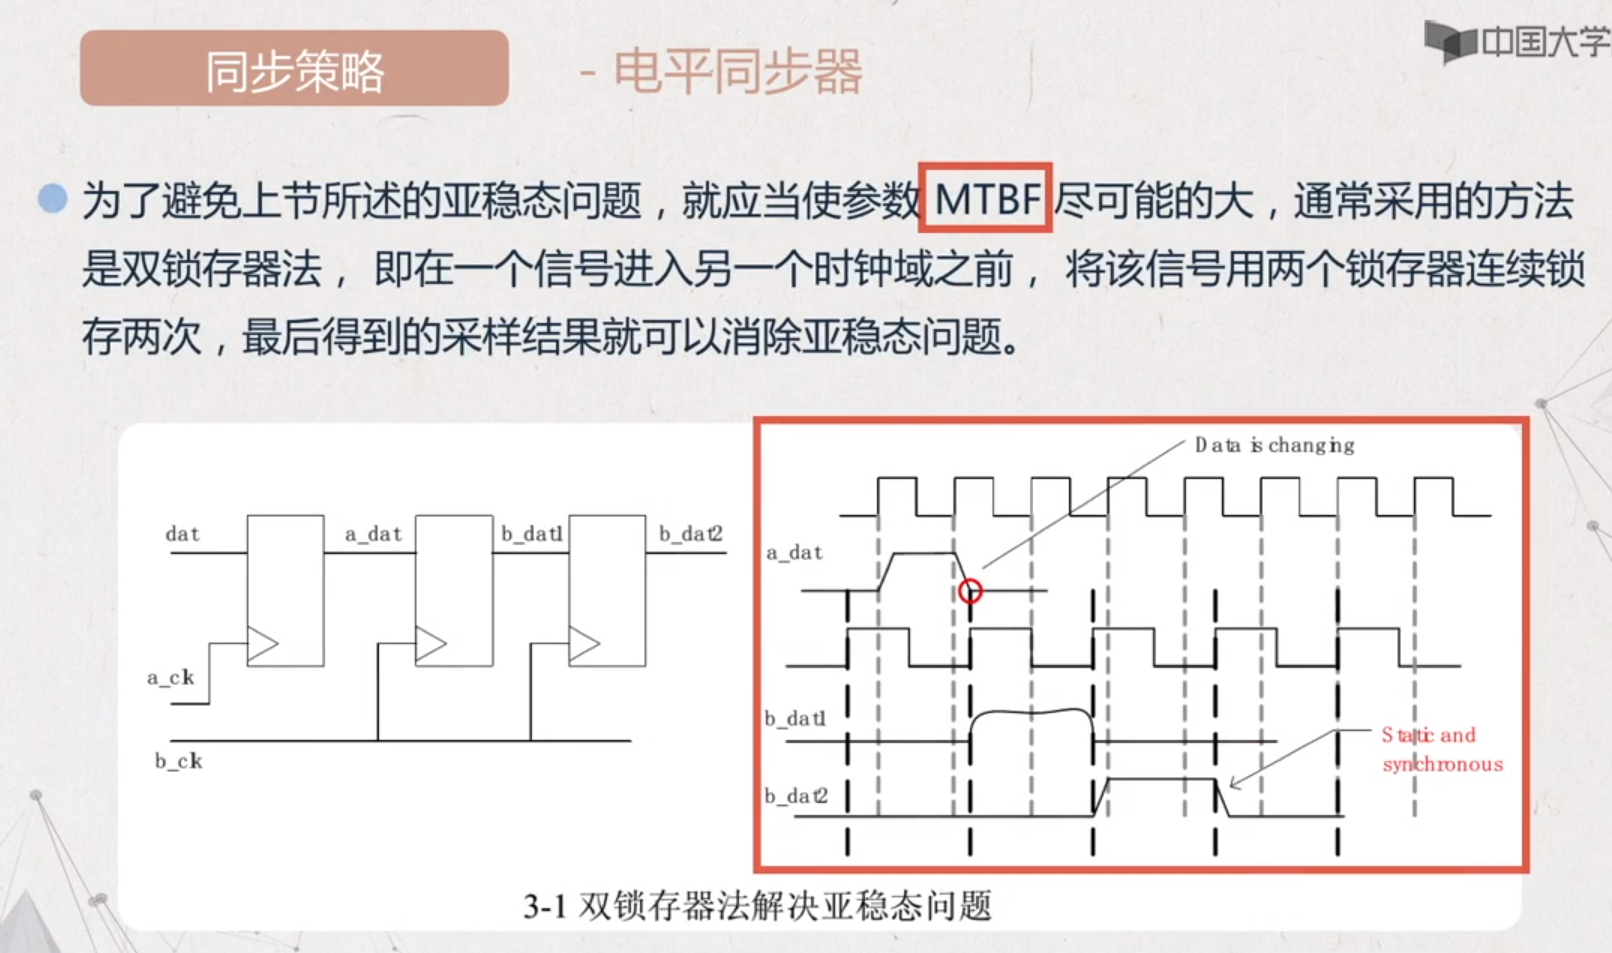 同步策略
- 电平同步器
中国大学
为了避免上节所述的亚稳态问题，就应当使参数 MTBF 尽可能的大，通常采用的方法
是双锁存器法， 即在一个信号进入另一个时钟域之前， 将该信号用两个锁存器连续锁
存两次，最后得到的采样结果就可以消除亚稳态问题。
dat
a_dat
b_dat1
b_dat2
a_ck
b_ck
Data is changing
a_dat
b_dat1
b_dat2
Static and
synchronous
3-1 双锁存器法解决亚稳态问题